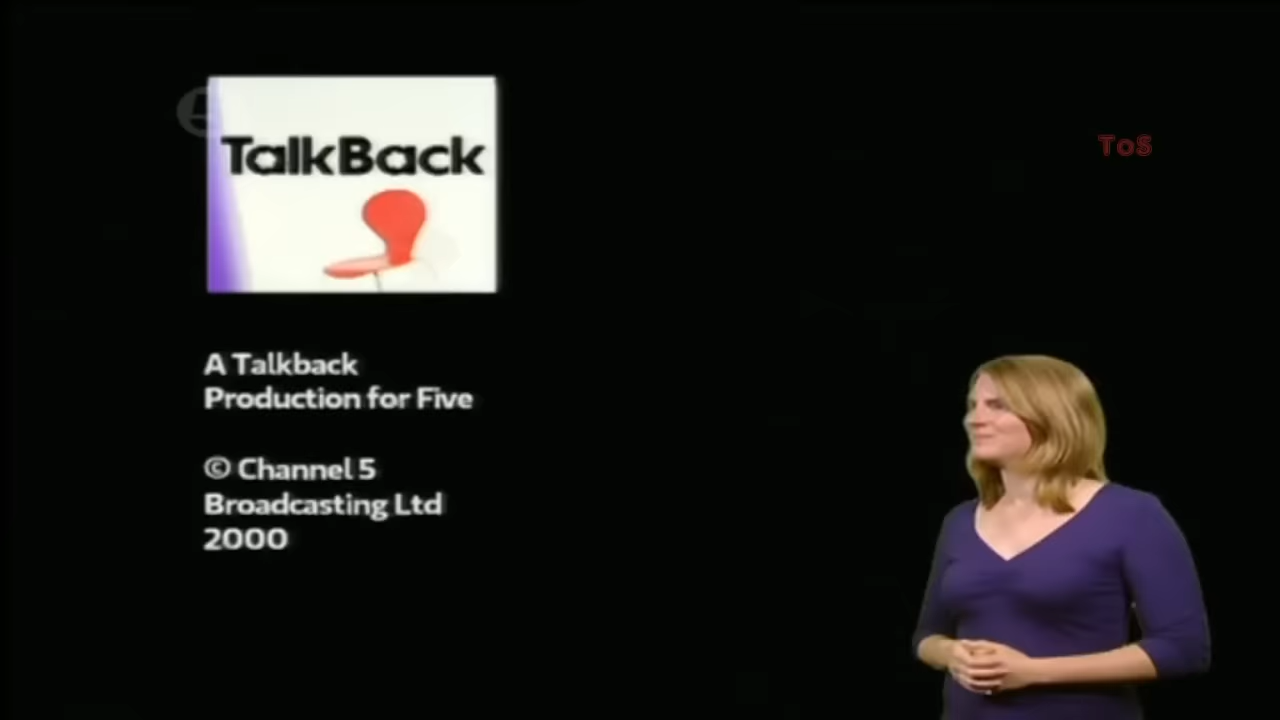 TalkBack
ToS
A Talkback
Production for Five
© Channel 5
Broadcasting Ltd
2000